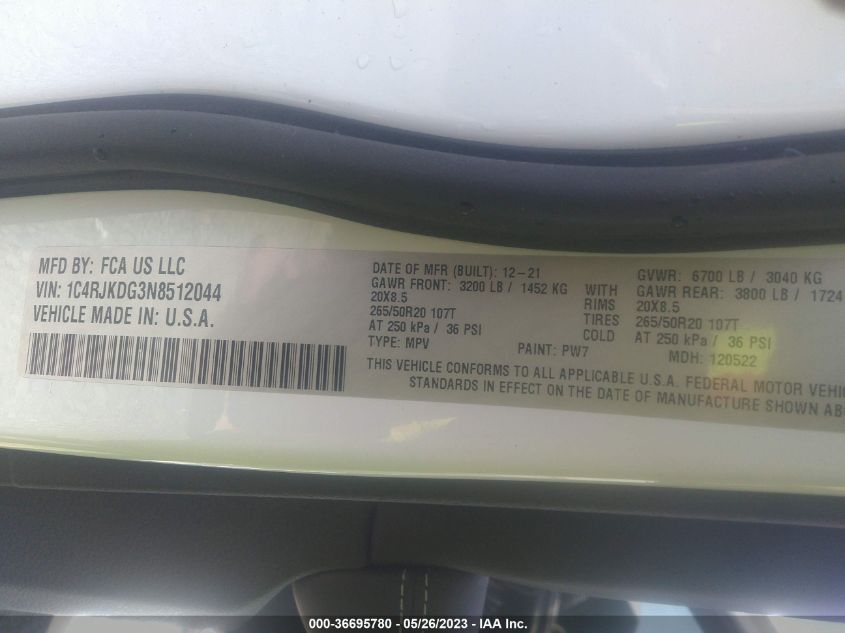 MFD BY: FCA US LLC
VIN: 1C4RJKDG3N8512044
VEHICLE MADE IN: U.S.A.
DATE OF MFR (BUILT): 12-21
GAWR FRONT: 3200 LB / 1452 KG
20X8.5
265/50R20 107T
AT 250 kPa / 36 PSI
TYPE: MPV
PAINT: PW7
WITH
RIMS
TIRES
COLD
GVWR: 6700 LB / 3040 KG
GAWR REAR: 3800 LB / 1724
20X8.5
265/50R20 107T
AT 250 kPa / 36 PSI
MDH: 120522
THIS VEHICLE CONFORMS TO ALL APPLICABLE U.S.A. FEDERAL MOTOR VEHIC
STANDARDS IN EFFECT ON THE DATE OF MANUFACTURE SHOWN AB
000-36695780 - 05/26/2023 - IAA Inc.